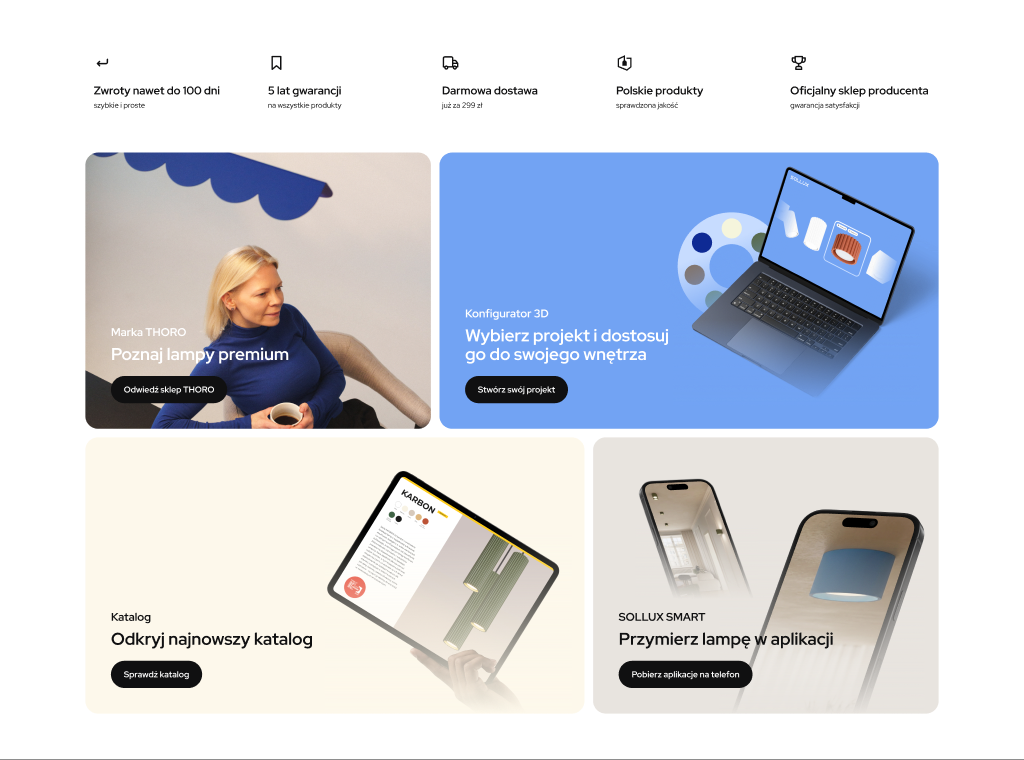 Zwroty nawet do 100 dni
szybkie i proste
5 lat gwarancji
na wszystkie produkty
Darmowa dostawa
już za 299 zł
Polskie produkty
sprawdzona jakość
Oficjalny sklep producenta
gwarancja satysfakcji
Marka THORO
Poznaj lampy premium
Odwiedź sklep THORO
SOLLUX
Konfigurator 3D
Wybierz projekt i dostosuj
go do swojego wnętrza
Stwórz swój projekt
KARBON
Katalog
Odkryj najnowszy katalog
Sprawdź katalog
SOLLUX SMART
Przymierz lampę w aplikacji
Pobierz aplikacje na telefon